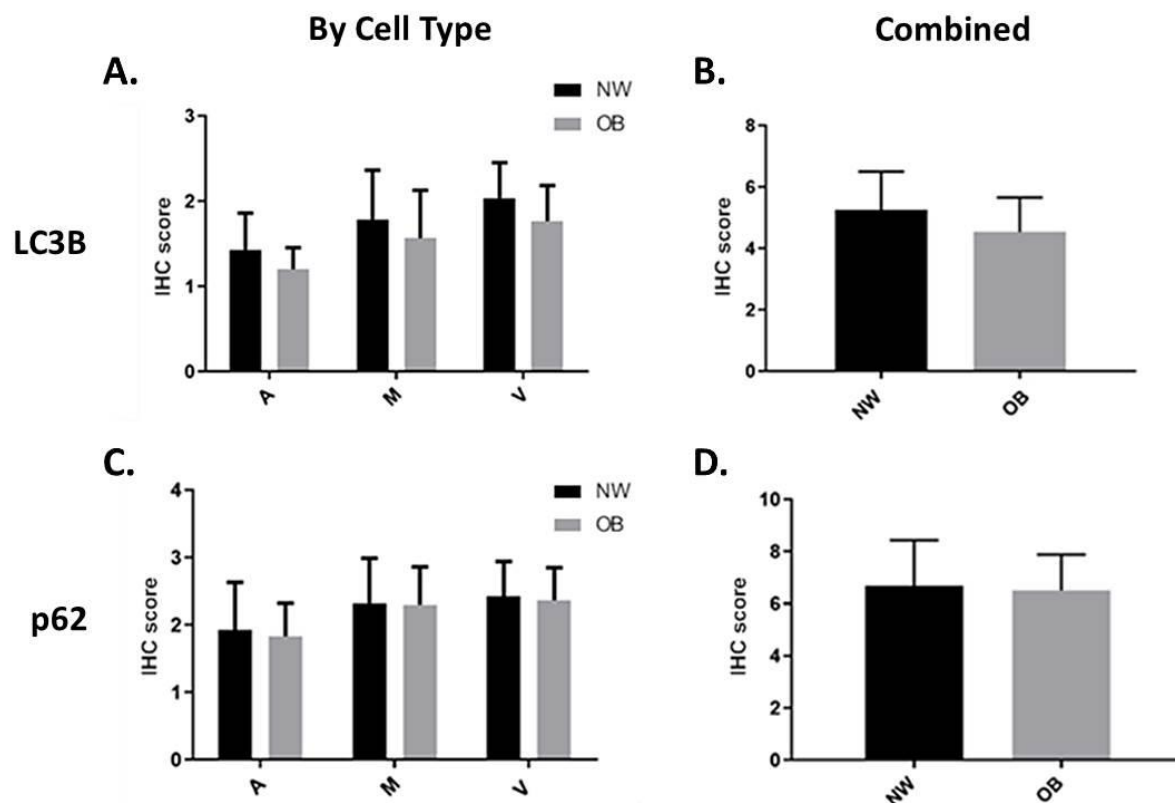 By Cell Type
Combined
A.
NW
OB
LC3B
IHC score
3
2
1
0
A
M
V
B.
IHC score
8
6
4
2
0
NW
OB
C.
NW
OB
p62
IHC score
4
3
2
1
0
A
M
V
D.
IHC score
10
8
6
4
2
0
NW
OB